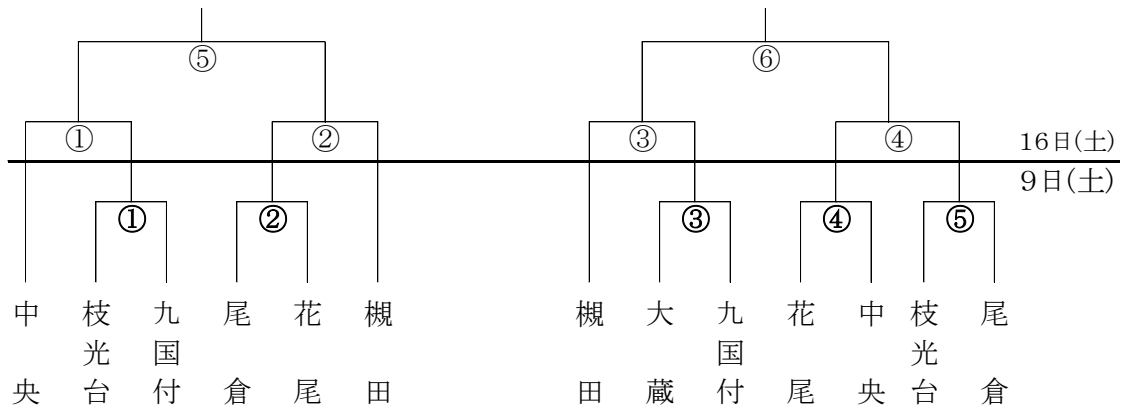 ⑤ ⑥
① ② ③ ④ 16日(土)
9日(土)
① ② ③ ④ ⑤
中央 枝光台 九国付 尾倉 花尾 槻田 槻田 大蔵 九国付 花尾 中央 枝光台 尾倉